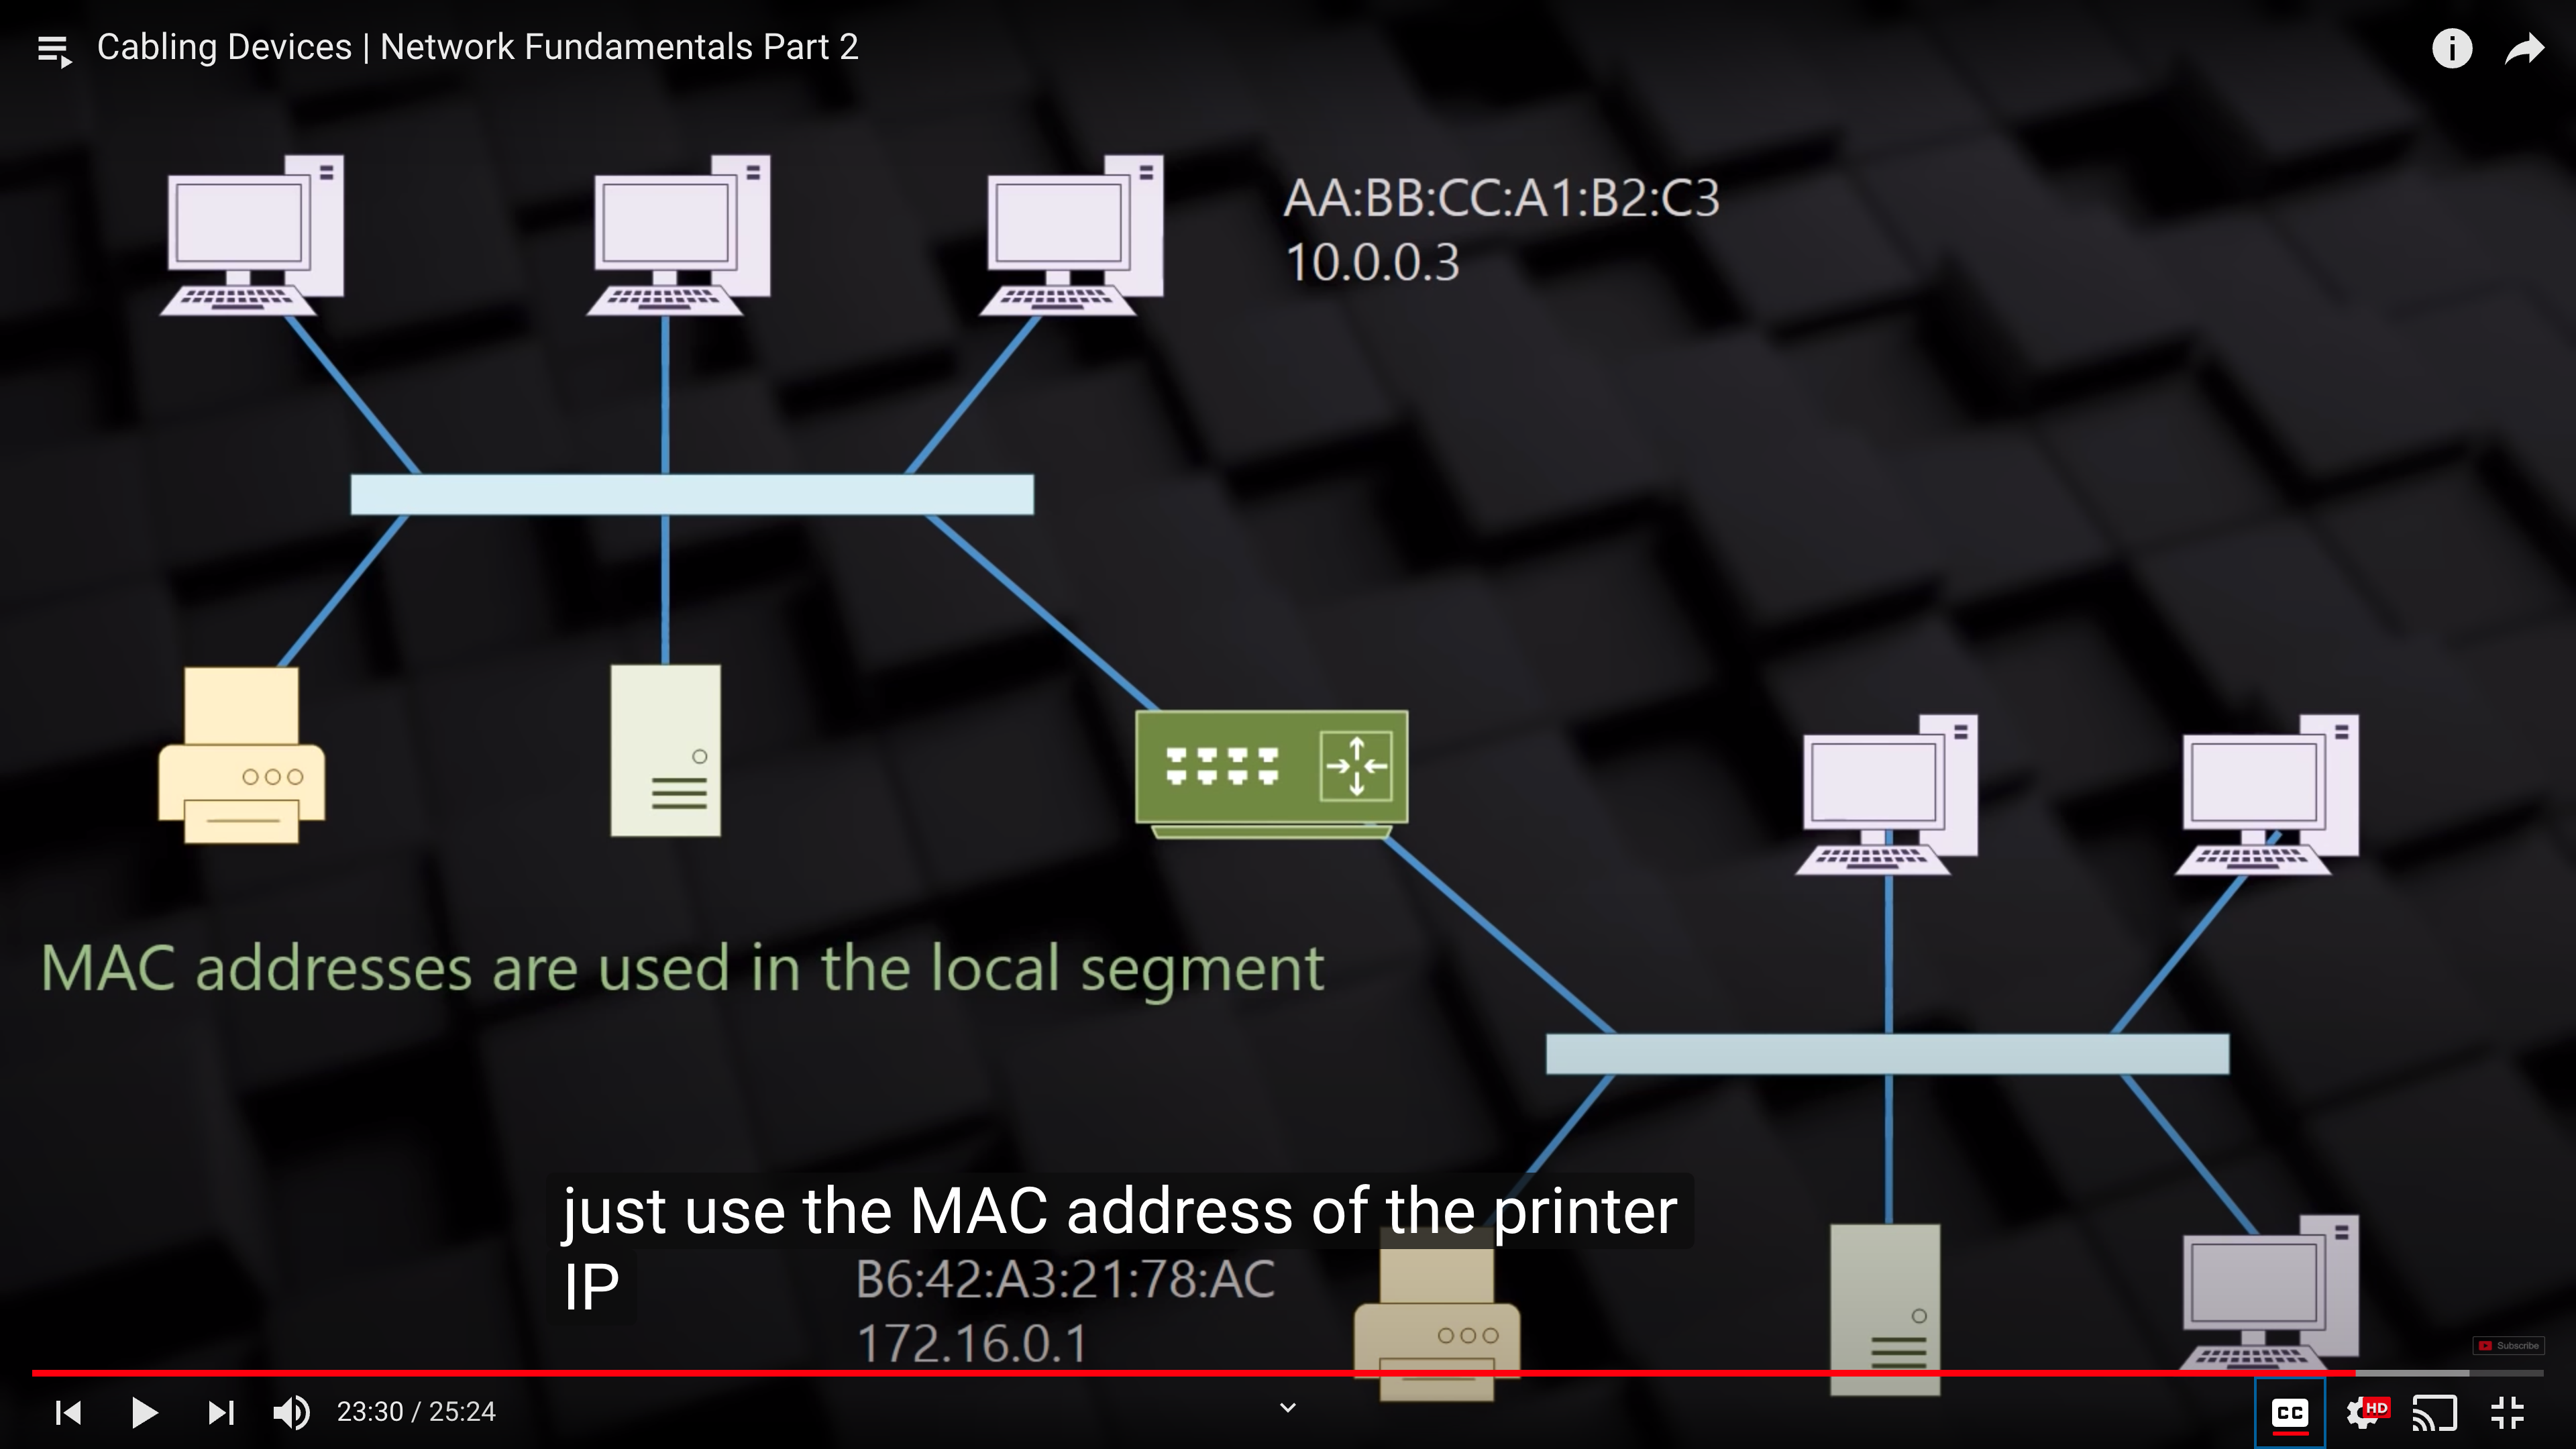 Cabling Devices | Network Fundamentals Part 2
AA:BB:CC:A1:B2:C3
10.0.0.3
MAC addresses are used in the local segment
just use the MAC address of the printer
IP
B6:42:A3:21:78:AC
172.16.0.1
Subscribe
23:30 / 25:24
CC
HD